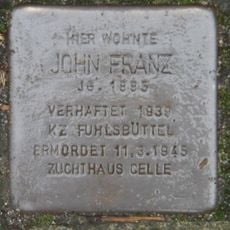 HIER WOHNTE
JOHN FRANZ
JG. 1895
VERHAFTET 1939
KZ FUHLSBÜTTEL
ERMORDET 11.3.1945
ZUCHTHAUS CELLE